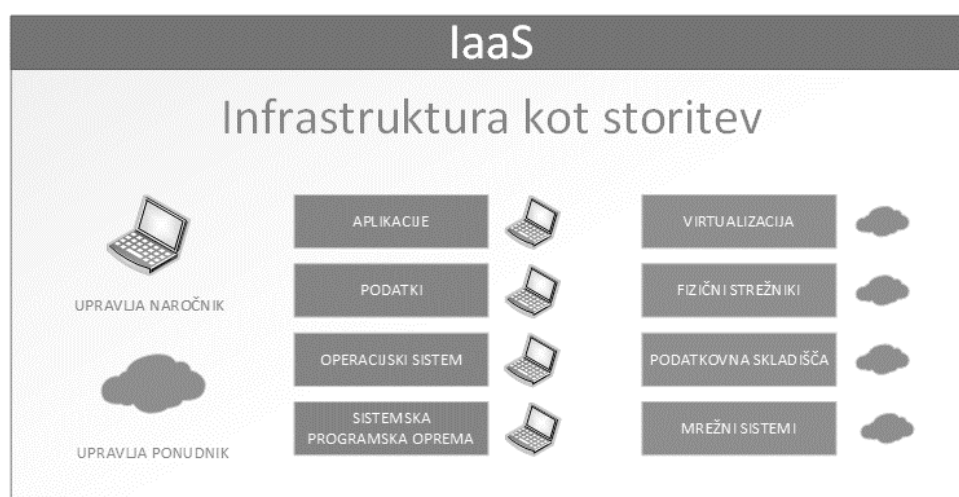 IaaS
Infrastruktura kot storitev
UPRAVLJA NAROČNIK
UPRAVLJA PONUDNIK
APLIKACIJE
PODATKI
OPERACIJSKI SISTEM
SISTEMSKA
PROGRAMSKA OPREMA
VIRTUALIZACIJA
FIZIČNI STREŽNIKI
PODATKOVNA SKLADIŠČA
MREŽNI SISTEMI